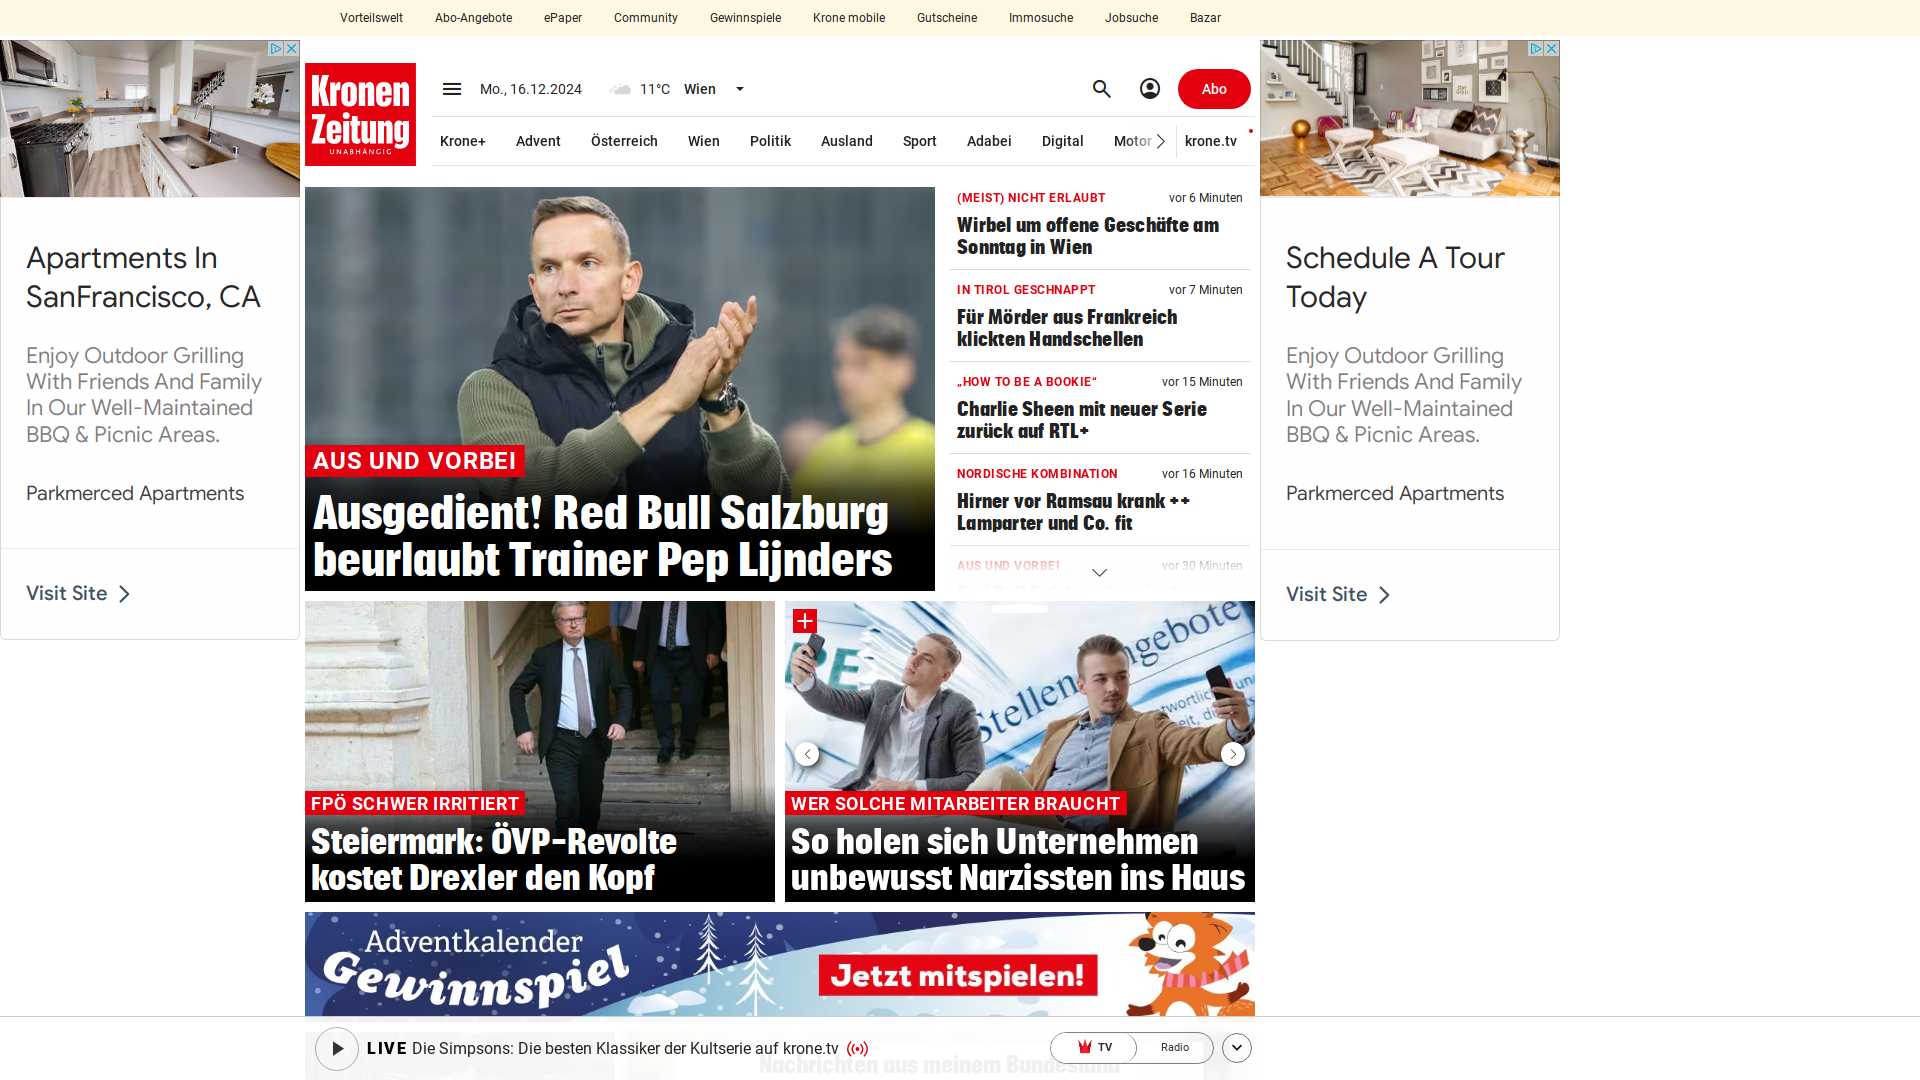 Vorteilswelt
Abo-Angebote
ePaper
Community
Gewinnspiele
Krone mobile
Gutscheine
Immosuche
Jobsuche
Bazar
Kronen
Zeitung
UNABHÄNGIG
Mo., 16.12.2024
11°C
Wien
Abo
Krone+
Advent
Österreich
Wien
Politik
Ausland
Sport
Adabei
Digital
Motor
krone.tv
Apartments In
SanFrancisco, CA
Enjoy Outdoor Grilling
With Friends And Family
In Our Well-Maintained
BBQ & Picnic Areas.
Parkmerced Apartments
Visit Site
AUS UND VORBEI
Ausgedient! Red Bull Salzburg
beurlaubt Trainer Pep Lijnders
(MEIST) NICHT ERLAUBT
vor 6 Minuten
Wirbel um offene Geschäfte am
Sonntag in Wien
IN TIROL GESCHNAPPT
vor 7 Minuten
Für Mörder aus Frankreich
klickten Handschellen
„HOW TO BE A BOOKIE“
vor 15 Minuten
Charlie Sheen mit neuer Serie
zurück auf RTL+
NORDISCHE KOMBINATION
vor 16 Minuten
Hirner vor Ramsau krank ++
Lamparter und Co. fit
AUS UND VORBEI
vor 30 Minuten
Schedule A Tour
Today
Enjoy Outdoor Grilling
With Friends And Family
In Our Well-Maintained
BBQ & Picnic Areas.
Parkmerced Apartments
Visit Site
FPÖ SCHWER IRRITIERT
Steiermark: ÖVP-Revolte
kostet Drexler den Kopf
WER SOLCHE MITARBEITER BRAUCHT
So holen sich Unternehmen
unbewusst Narzissten ins Haus
Adventkalender
Gewinnspiel
Jetzt mitspielen!
LIVE Die Simpsons: Die besten Klassiker der Kultserie auf krone.tv
TV
Radio
Nachrichten aus meinem Bundesland